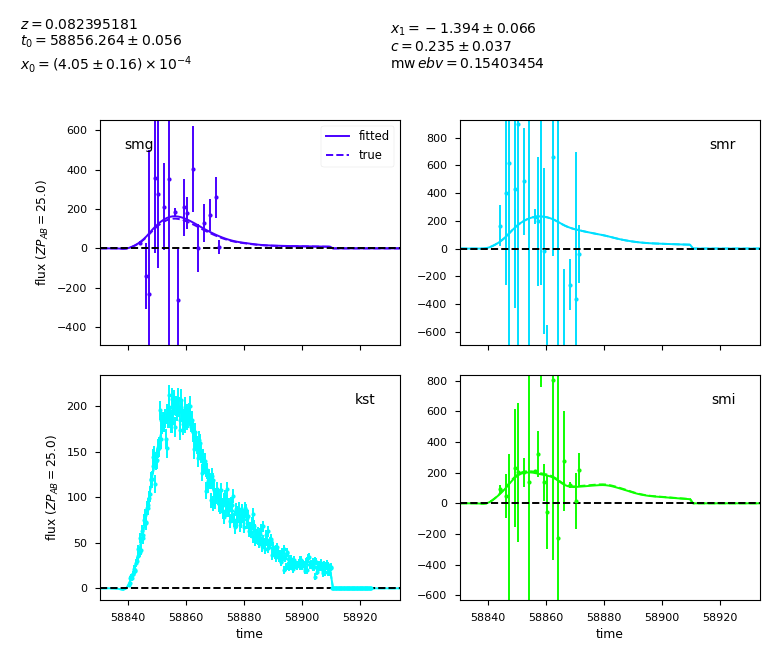 z = 0.082395181
t₀ = 58856.264 ± 0.056
x₀ = (4.05 ± 0.16) × 10⁻⁴
x₁ = −1.394 ± 0.066
c = 0.235 ± 0.037
mw ebv = 0.15403454
smg
fitted
true
600
400
200
0
−200
−400
flux (ZP_AB = 25.0)
smr
800
600
400
200
0
−200
−400
−600
kst
200
150
100
50
0
flux (ZP_AB = 25.0)
58840 58860 58880 58900 58920
time
smi
800
600
400
200
0
−200
−400
−600
58840 58860 58880 58900 58920
time